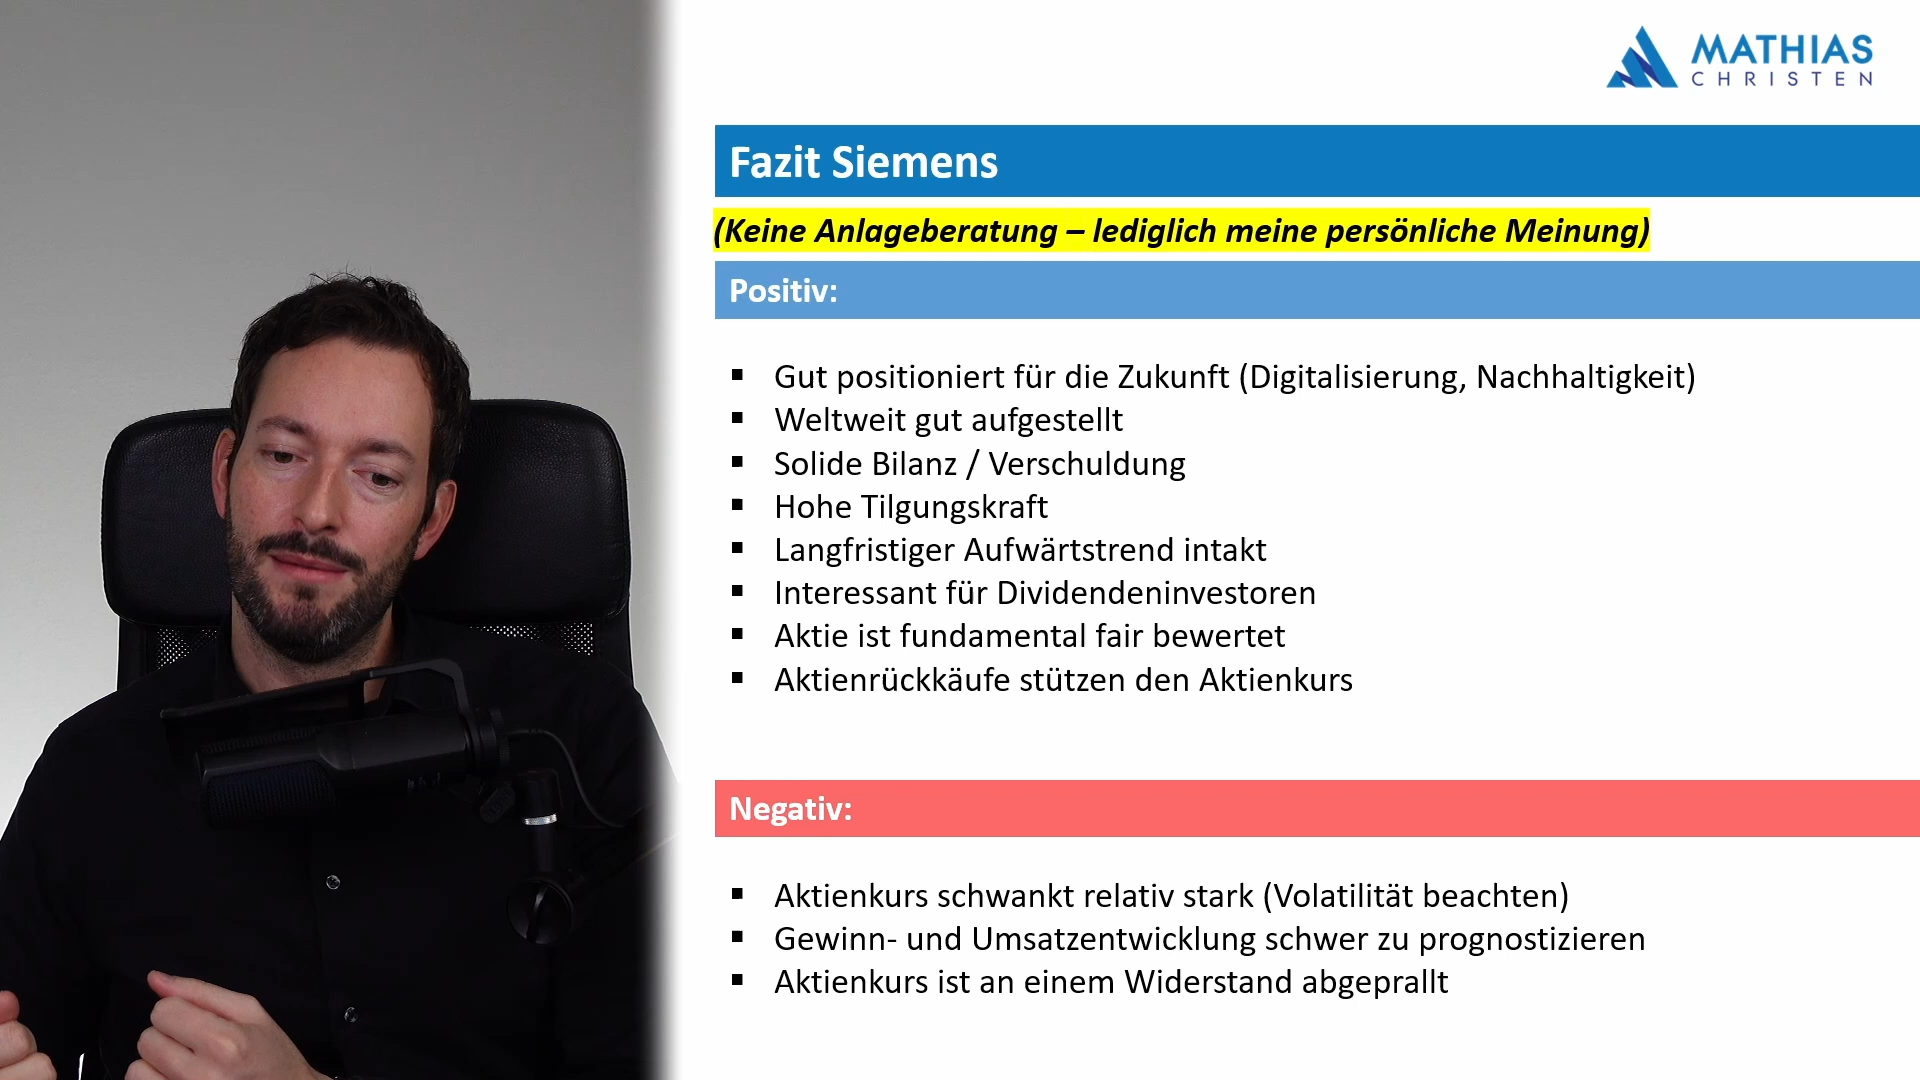 MATHIAS
CHRISTEN
Fazit Siemens
(Keine Anlageberatung – lediglich meine persönliche Meinung)
Positiv:
▪ Gut positioniert für die Zukunft (Digitalisierung, Nachhaltigkeit)
▪ Weltweit gut aufgestellt
▪ Solide Bilanz / Verschuldung
▪ Hohe Tilgungskraft
▪ Langfristiger Aufwärtstrend intakt
▪ Interessant für Dividendeninvestoren
▪ Aktie ist fundamental fair bewertet
▪ Aktienrückkäufe stützen den Aktienkurs
Negativ:
▪ Aktienkurs schwankt relativ stark (Volatilität beachten)
▪ Gewinn- und Umsatzentwicklung schwer zu prognostizieren
▪ Aktienkurs ist an einem Widerstand abgeprallt